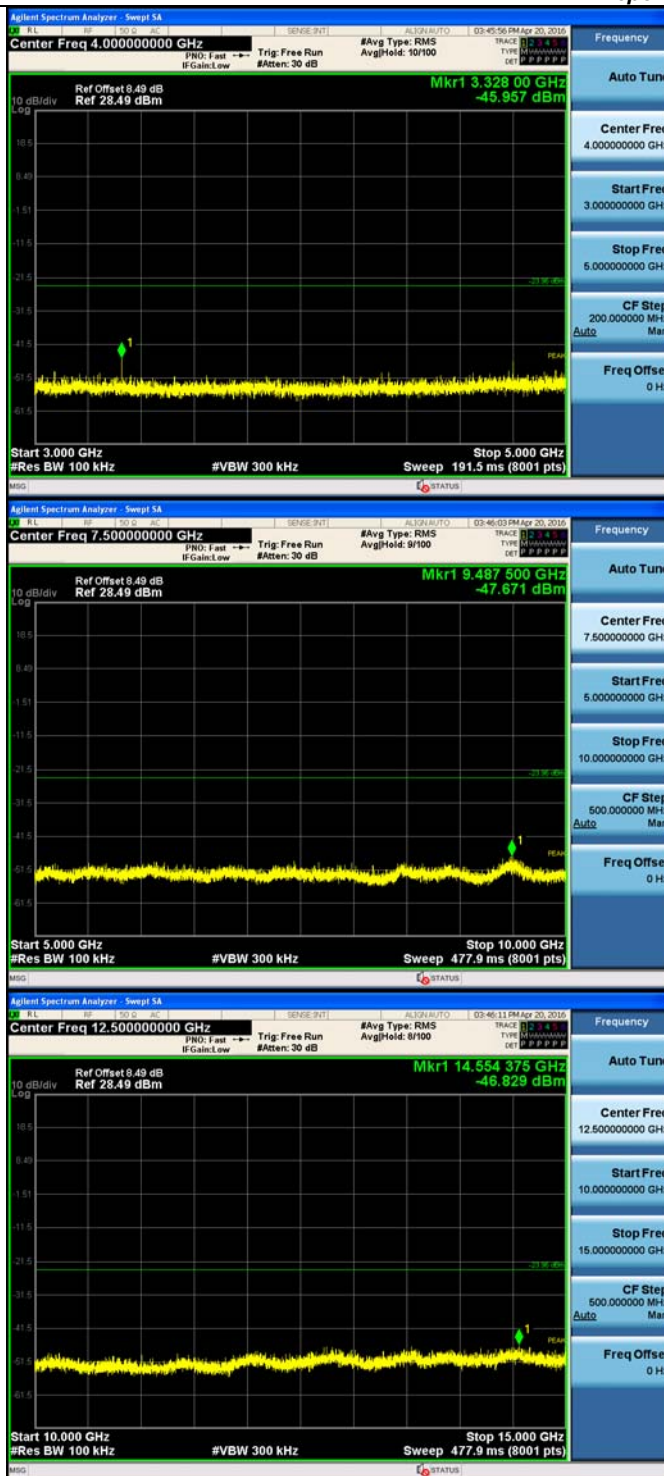 Agilent Spectrum Analyzer - Swept SA
RL RF 50 Ω AC SENSE:INT ALIGN AUTO 03:45:56 PM Apr 20, 2016
Center Freq 4.000000000 GHz #Avg Type: RMS TRACE 1 2 3 4 5 6 Frequency
PNO: Fast Trig: Free Run Avg|Hold: 10/100 TYPE
IFGain:Low #Atten: 30 dB DET P P P P P P
Auto Tune
Mkr1 3.328 00 GHz
Ref Offset 8.49 dB
10 dB/div Ref 28.49 dBm -45.957 dBm
Log
Center Freq
18.5 4.000000000 GHz
8.49
Start Freq
-1.51 3.000000000 GHz
-11.5
Stop Freq
5.000000000 GHz
-21.5
CF Step
-31.5 200.000000 MHz
Auto Man
-41.5 1
PEAK
Freq Offset
-51.5 0 Hz
-61.5
Start 3.000 GHz Stop 5.000 GHz
#Res BW 100 kHz #VBW 300 kHz Sweep 191.5 ms (8001 pts)
MSG STATUS
Agilent Spectrum Analyzer - Swept SA
RL RF 50 Ω AC SENSE:INT ALIGN AUTO 03:46:03 PM Apr 20, 2016
Center Freq 7.500000000 GHz #Avg Type: RMS TRACE 1 2 3 4 5 6 Frequency
PNO: Fast Trig: Free Run Avg|Hold: 9/100 TYPE
IFGain:Low #Atten: 30 dB DET P P P P P P
Auto Tune
Mkr1 9.487 500 GHz
Ref Offset 8.49 dB
10 dB/div Ref 28.49 dBm -47.671 dBm
Log
Center Freq
18.5 7.500000000 GHz
8.49
Start Freq
-1.51 5.000000000 GHz
-11.5
Stop Freq
10.000000000 GHz
-21.5
CF Step
-31.5 500.000000 MHz
Auto Man
-41.5 1
PEAK
Freq Offset
-51.5 0 Hz
-61.5
Start 5.000 GHz Stop 10.000 GHz
#Res BW 100 kHz #VBW 300 kHz Sweep 477.9 ms (8001 pts)
MSG STATUS
Agilent Spectrum Analyzer - Swept SA
RL RF 50 Ω AC SENSE:INT ALIGN AUTO 03:46:11 PM Apr 20, 2016
Center Freq 12.500000000 GHz #Avg Type: RMS TRACE 1 2 3 4 5 6 Frequency
PNO: Fast Trig: Free Run Avg|Hold: 8/100 TYPE
IFGain:Low #Atten: 30 dB DET P P P P P P
Auto Tune
Mkr1 14.554 375 GHz
Ref Offset 8.49 dB
10 dB/div Ref 28.49 dBm -46.829 dBm
Log
Center Freq
18.5 12.500000000 GHz
8.49
Start Freq
-1.51 10.000000000 GHz
-11.5
Stop Freq
15.000000000 GHz
-21.5
CF Step
-31.5 500.000000 MHz
Auto Man
-41.5 1
PEAK
Freq Offset
-51.5 0 Hz
-61.5
Start 10.000 GHz Stop 15.000 GHz
#Res BW 100 kHz #VBW 300 kHz Sweep 477.9 ms (8001 pts)
MSG STATUS